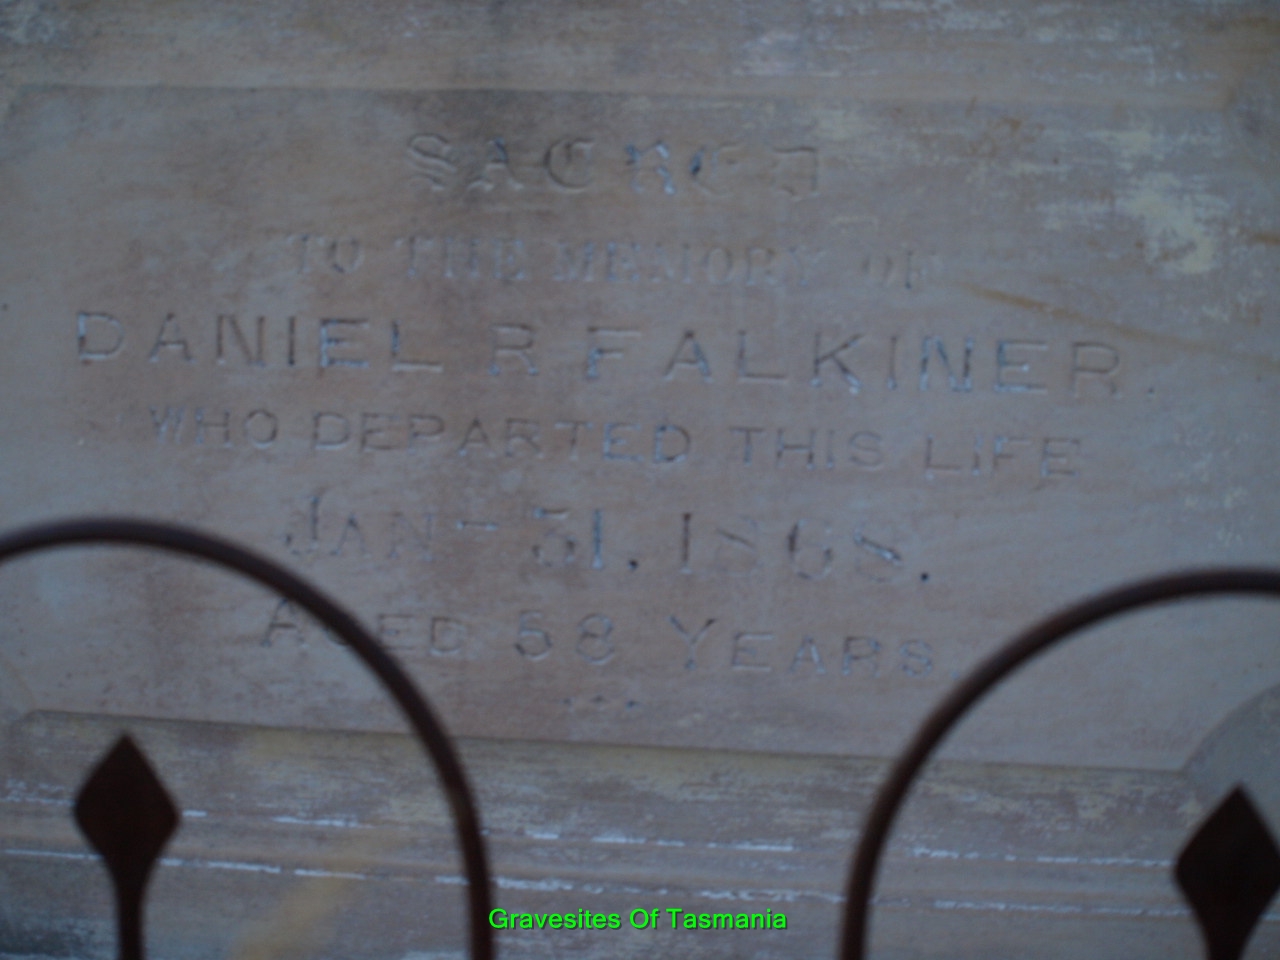 SACRED
TO THE MEMORY OF
DANIEL R FALKINER.
WHO DEPARTED THIS LIFE
JAN - 31. 1868.
AGED 58 YEARS.
Gravesites Of Tasmania